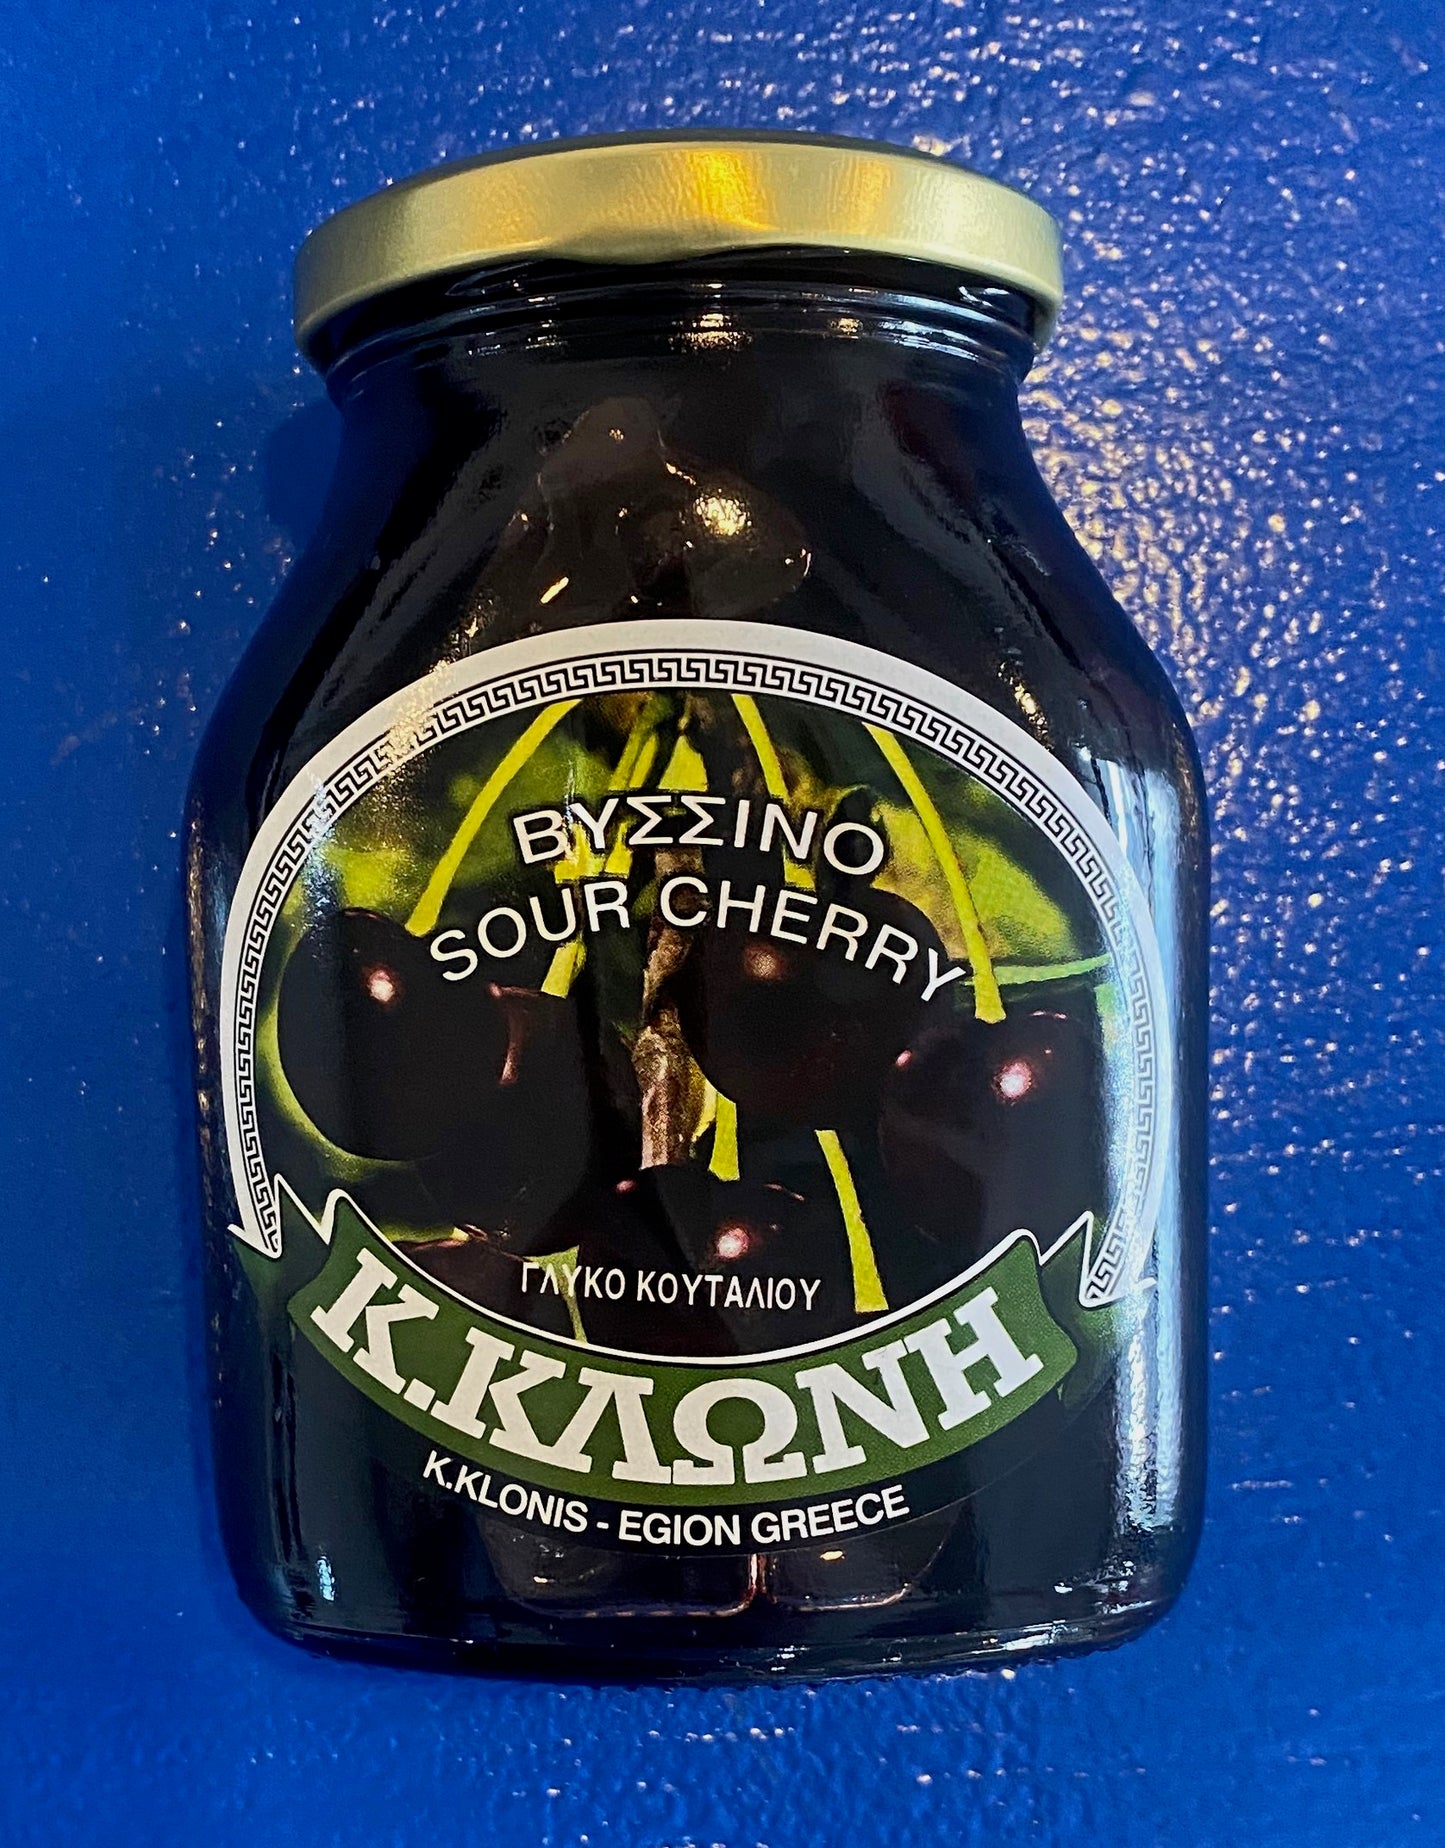 ΒΥΣΣΙΝΟ
SOUR CHERRY
ΓΛΥΚΟ ΚΟΥΤΑΛΙΟΥ
Κ.ΚΛΩΝΗ
K.KLONIS - EGION GREECE